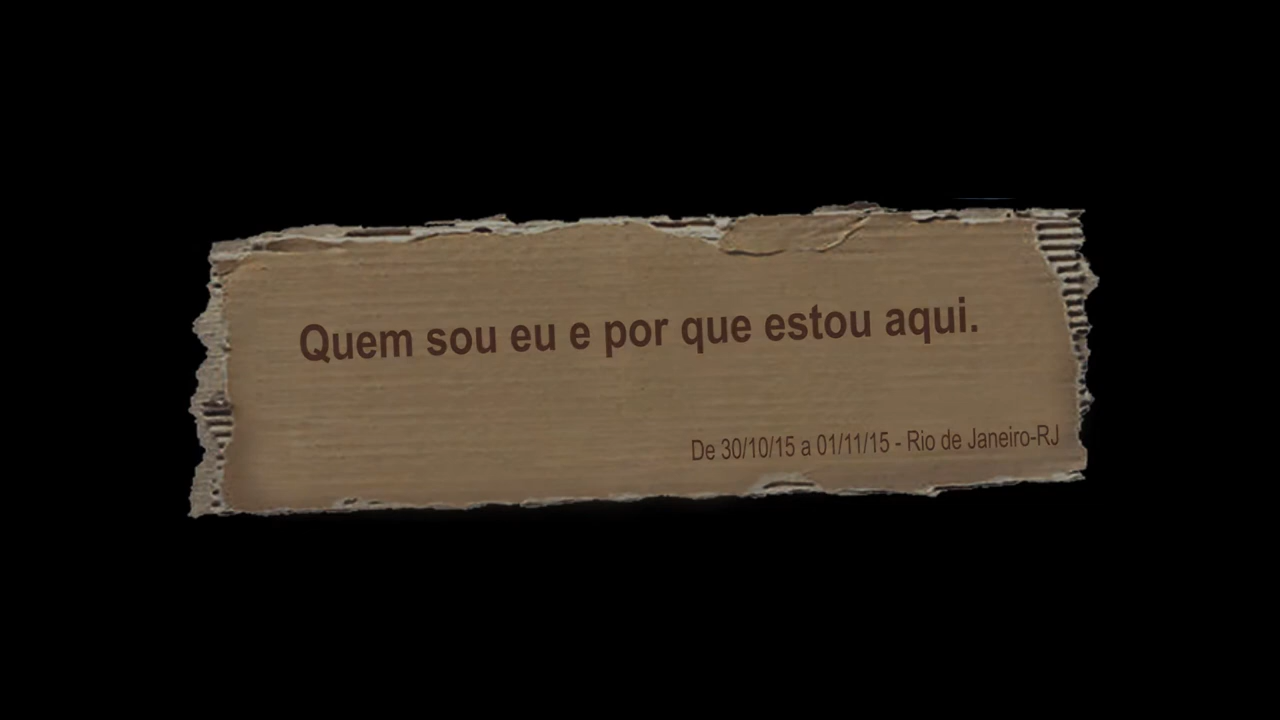 Quem sou eu e por que estou aqui.
De 30/10/15 a 01/11/15 - Rio de Janeiro-RJ